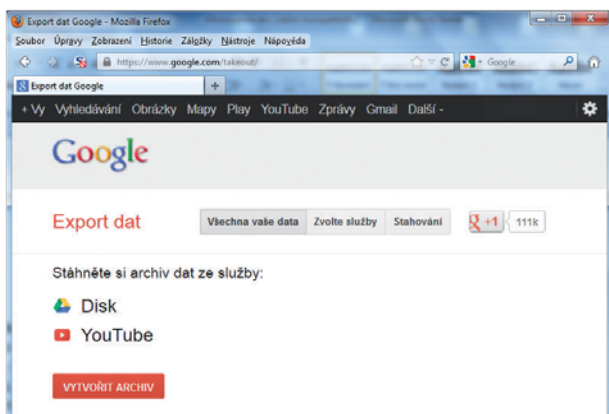 Export dat Google - Mozilla Firefox
Soubor Úpravy Zobrazení Historie Záložky Nástroje Nápověda
https://www.google.com/takeout/ Google
Export dat Google +
+ Vy Vyhledávání Obrázky Mapy Play YouTube Zprávy Gmail Další -
Google
Export dat Všechna vaše data Zvolte služby Stahování g +1 111k
Stáhněte si archiv dat ze služby:
Disk
YouTube
VYTVOŘIT ARCHIV